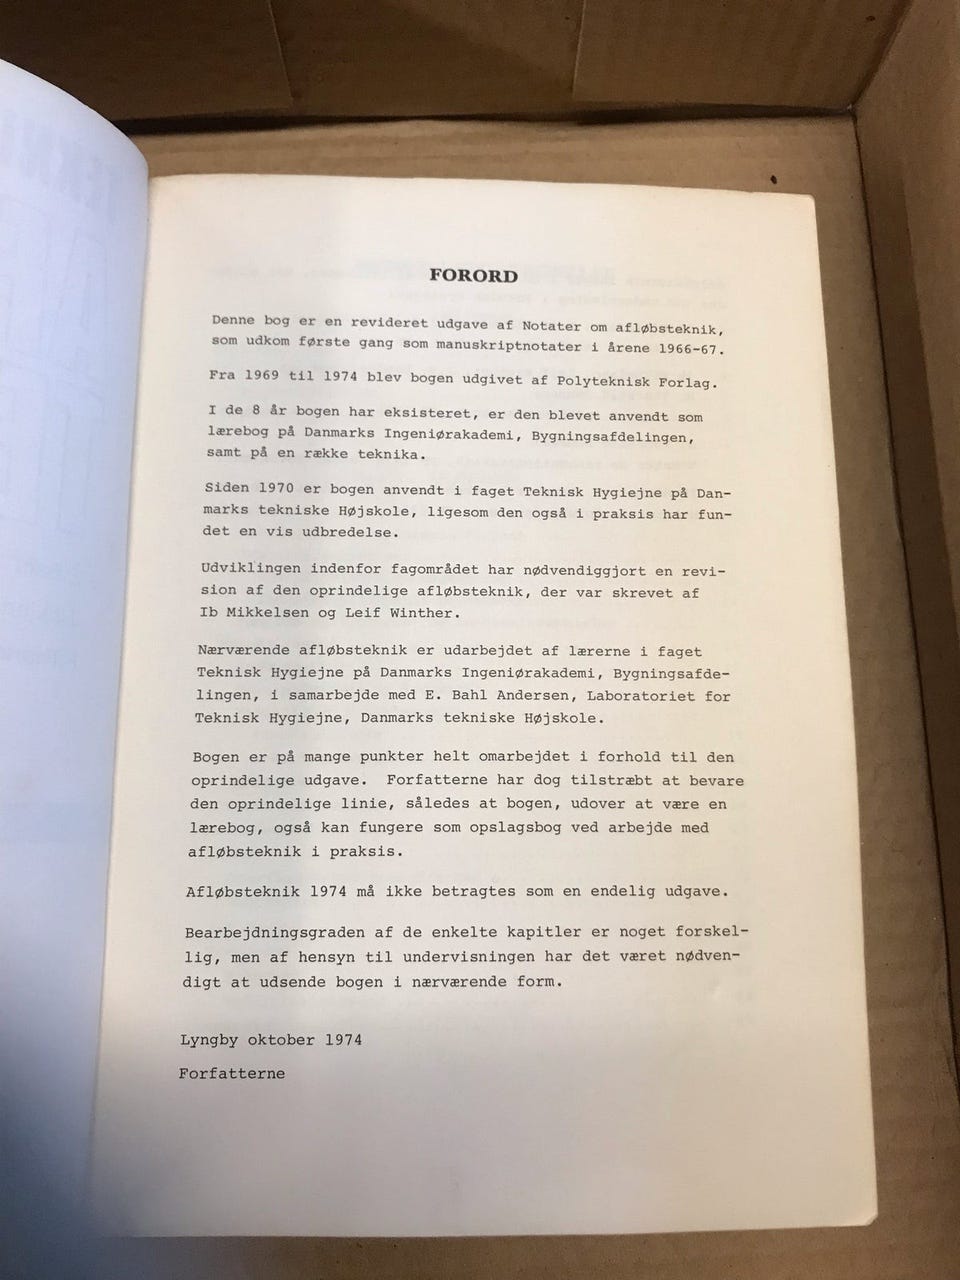 FORORD
Denne bog er en revideret udgave af Notater om afløbsteknik,
som udkom første gang som manuskriptnotater i årene 1966-67.
Fra 1969 til 1974 blev bogen udgivet af Polyteknisk Forlag.
I de 8 år bogen har eksisteret, er den blevet anvendt som
lærebog på Danmarks Ingeniørakademi, Bygningsafdelingen,
samt på en række teknika.
Siden 1970 er bogen anvendt i faget Teknisk Hygiejne på Dan-
marks tekniske Højskole, ligesom den også i praksis har fun-
det en vis udbredelse.
Udviklingen indenfor fagområdet har nødvendiggjort en revi-
sion af den oprindelige afløbsteknik, der var skrevet af
Ib Mikkelsen og Leif Winther.
Nærværende afløbsteknik er udarbejdet af lærerne i faget
Teknisk Hygiejne på Danmarks Ingeniørakademi, Bygningsafde-
lingen, i samarbejde med E. Bahl Andersen, Laboratoriet for
Teknisk Hygiejne, Danmarks tekniske Højskole.
Bogen er på mange punkter helt omarbejdet i forhold til den
oprindelige udgave. Forfatterne har dog tilstræbt at bevare
den oprindelige linie, således at bogen, udover at være en
lærebog, også kan fungere som opslagsbog ved arbejde med
afløbsteknik i praksis.
Afløbsteknik 1974 må ikke betragtes som en endelig udgave.
Bearbejdningsgraden af de enkelte kapitler er noget forskel-
lig, men af hensyn til undervisningen har det været nødven-
digt at udsende bogen i nærværende form.
Lyngby oktober 1974
Forfatterne